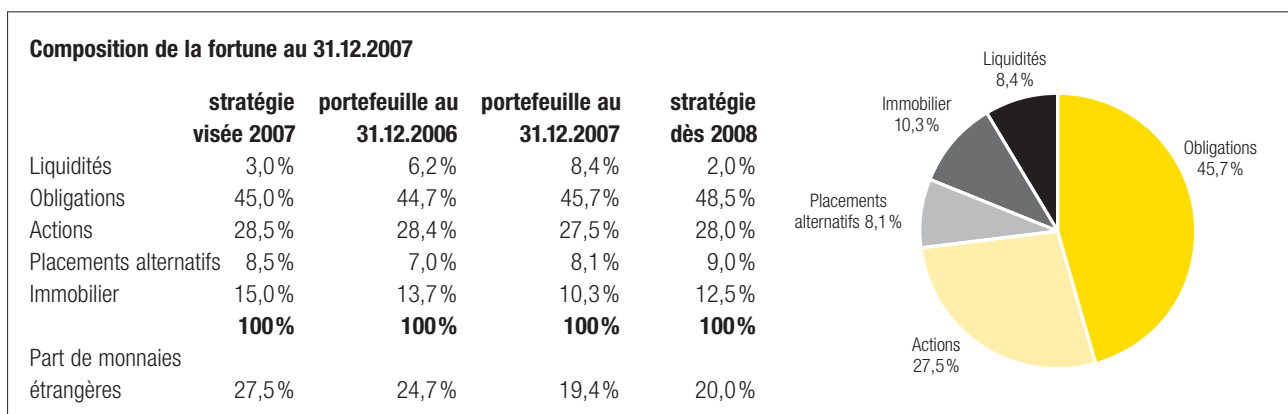 Composition de la fortune au 31.12.2007
stratégie portefeuille au portefeuille au stratégie
visée 2007 31.12.2006 31.12.2007 dès 2008
Liquidités 3,0% 6,2% 8,4% 2,0%
Obligations 45,0% 44,7% 45,7% 48,5%
Actions 28,5% 28,4% 27,5% 28,0%
Placements alternatifs 8,5% 7,0% 8,1% 9,0%
Immobilier 15,0% 13,7% 10,3% 12,5%
100% 100% 100% 100%
Part de monnaies
étrangères 27,5% 24,7% 19,4% 20,0%
Liquidités
8,4%
Immobilier
10,3%
Obligations
45,7%
Placements
alternatifs 8,1%
Actions
27,5%